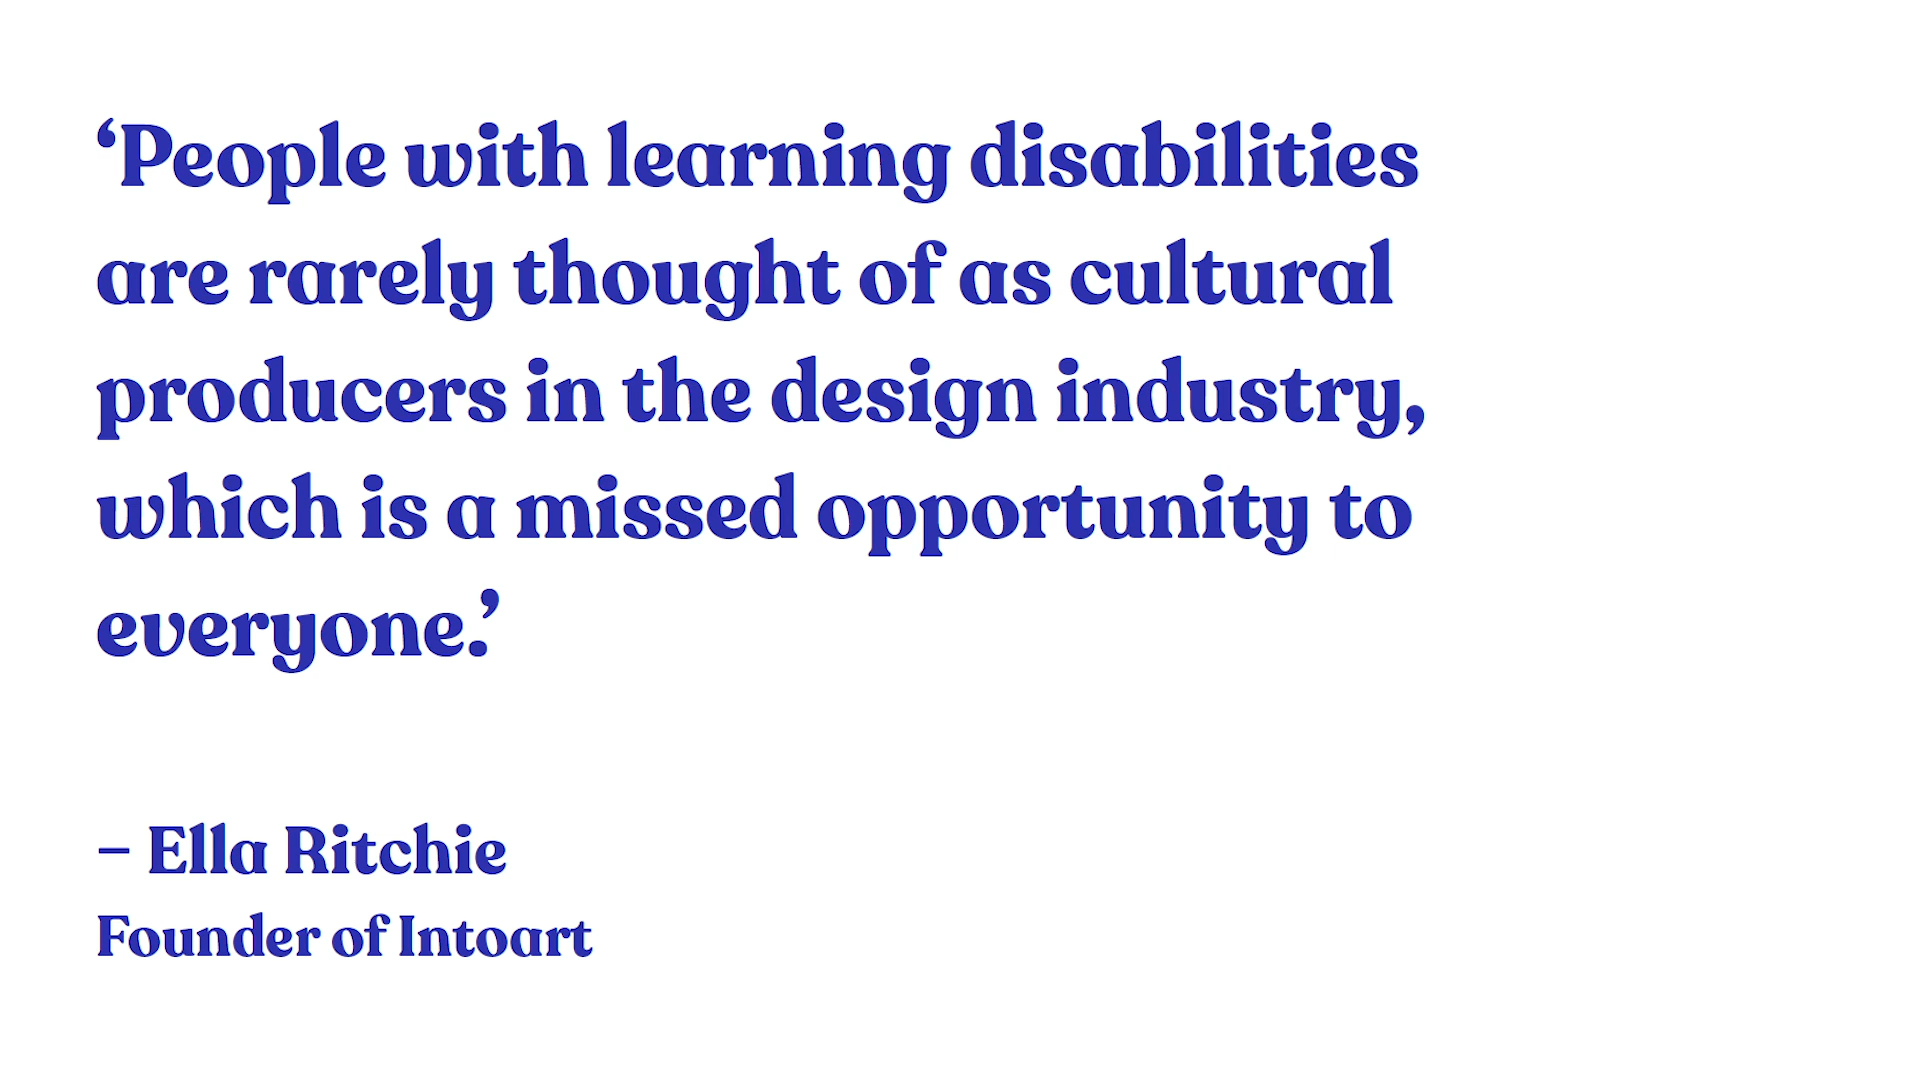 ‘People with learning disabilities
are rarely thought of as cultural
producers in the design industry,
which is a missed opportunity to
everyone.’
– Ella Ritchie
Founder of Intoart